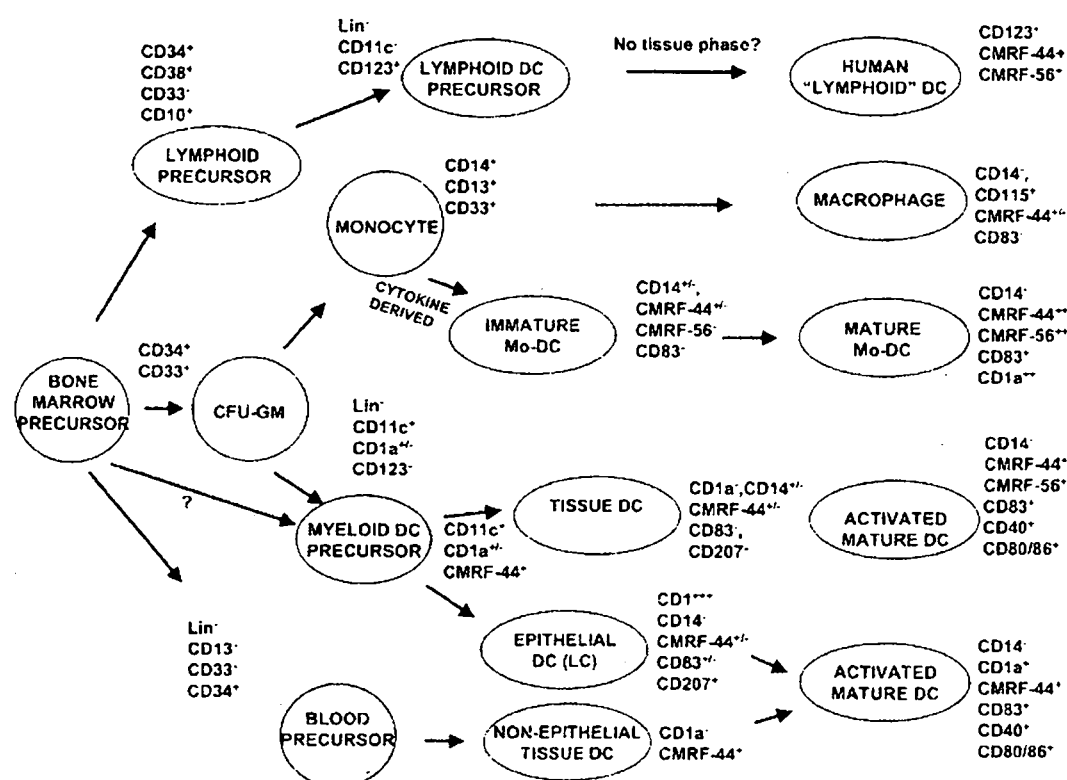 CD34⁺
CD38⁺
CD33⁻
CD10⁺
LYMPHOID
PRECURSOR
Lin⁻
CD11c⁻
CD123⁺
LYMPHOID DC
PRECURSOR
No tissue phase?
HUMAN
“LYMPHOID” DC
CD123⁺
CMRF-44+
CMRF-56⁺
MONOCYTE
CD14⁺
CD13⁺
CD33⁺
MACROPHAGE
CD14⁻,
CD115⁺
CMRF-44⁺/⁻
CD83⁻
CYTOKINE
DERIVED
IMMATURE
Mo-DC
CD14⁺/⁻,
CMRF-44⁺/⁻
CMRF-56⁻
CD83⁻
MATURE
Mo-DC
CD14⁻
CMRF-44⁺⁺
CMRF-56⁺⁺
CD83⁺
CD1a⁺⁺
BONE
MARROW
PRECURSOR
CD34⁺
CD33⁺
CFU-GM
Lin⁻
CD11c⁺
CD1a⁺/⁻
CD123⁻
?
MYELOID DC
PRECURSOR
CD11c⁺
CD1a⁺/⁻
CMRF-44⁺
TISSUE DC
CD1a⁻,CD14⁺/⁻
CMRF-44⁺/⁻
CD83⁻,
CD207⁻
ACTIVATED
MATURE DC
CD14⁻
CMRF-44⁺
CMRF-56⁺
CD83⁺
CD40⁺
CD80/86⁺
Lin⁻
CD13⁻
CD33⁻
CD34⁺
EPITHELIAL
DC (LC)
CD1⁺⁺⁺
CD14⁻
CMRF-44⁺/⁻
CD83⁺/⁻
CD207⁺
BLOOD
PRECURSOR
NON-EPITHELIAL
TISSUE DC
CD1a⁻
CMRF-44⁺
ACTIVATED
MATURE DC
CD14⁻
CD1a⁺
CMRF-44⁺
CD83⁺
CD40⁺
CD80/86⁺